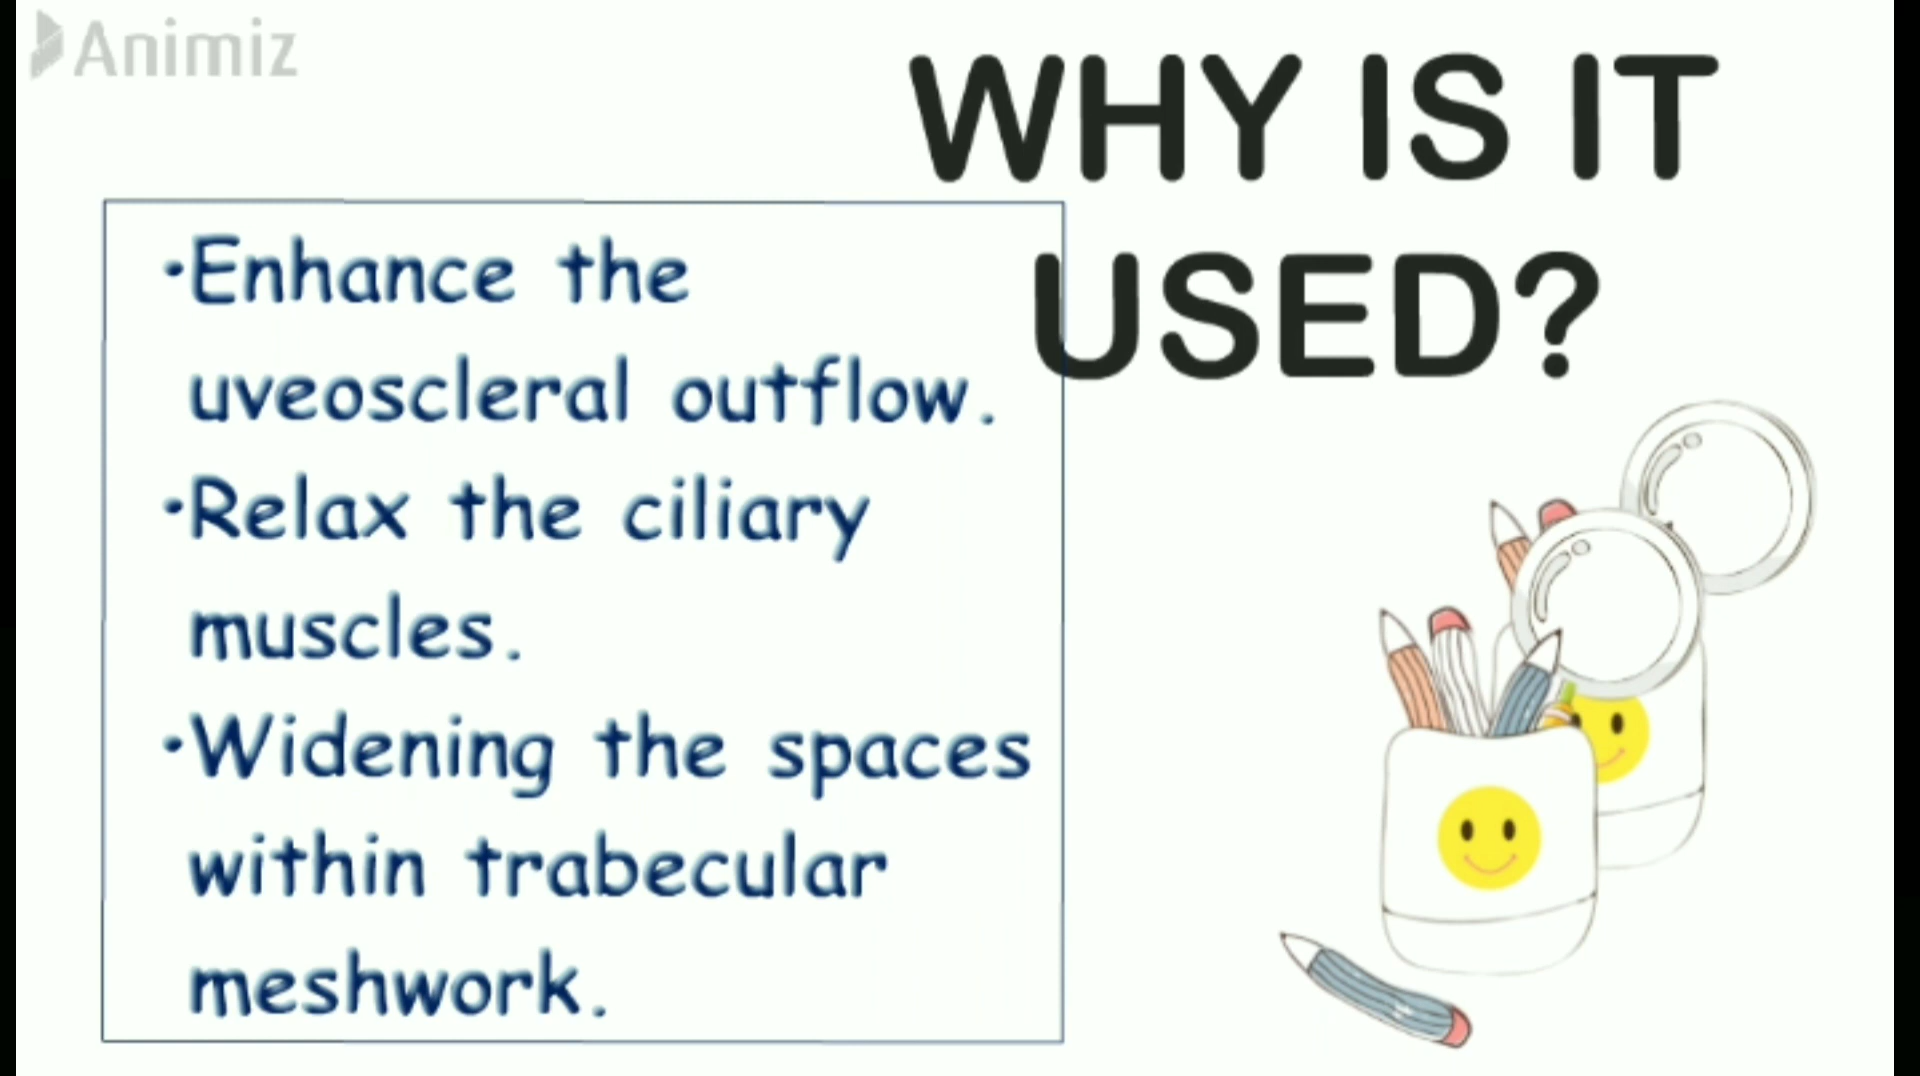 Animiz
WHY IS IT
USED?
•Enhance the
uveoscleral outflow.
•Relax the ciliary
muscles.
•Widening the spaces
within trabecular
meshwork.